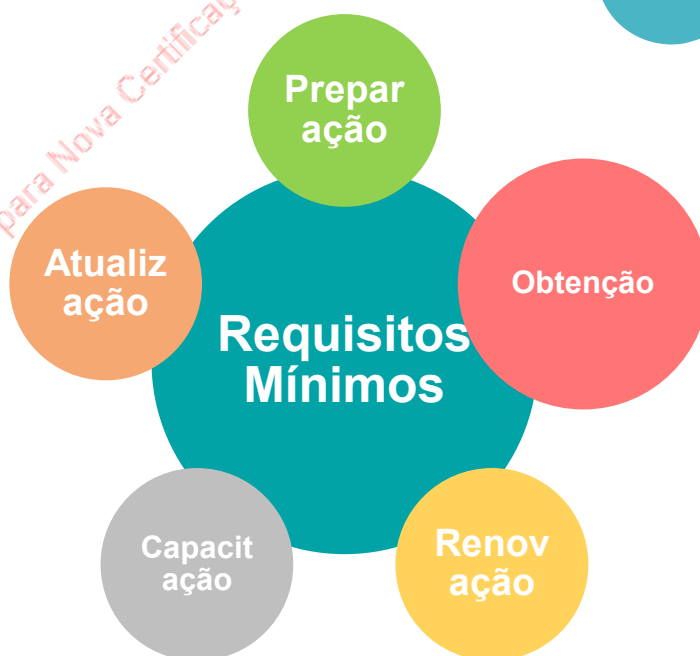 para Nova Certificaç
Prepar
ação
Obtenção
Atualiz
ação
Requisitos
Mínimos
Capacit
ação
Renov
ação